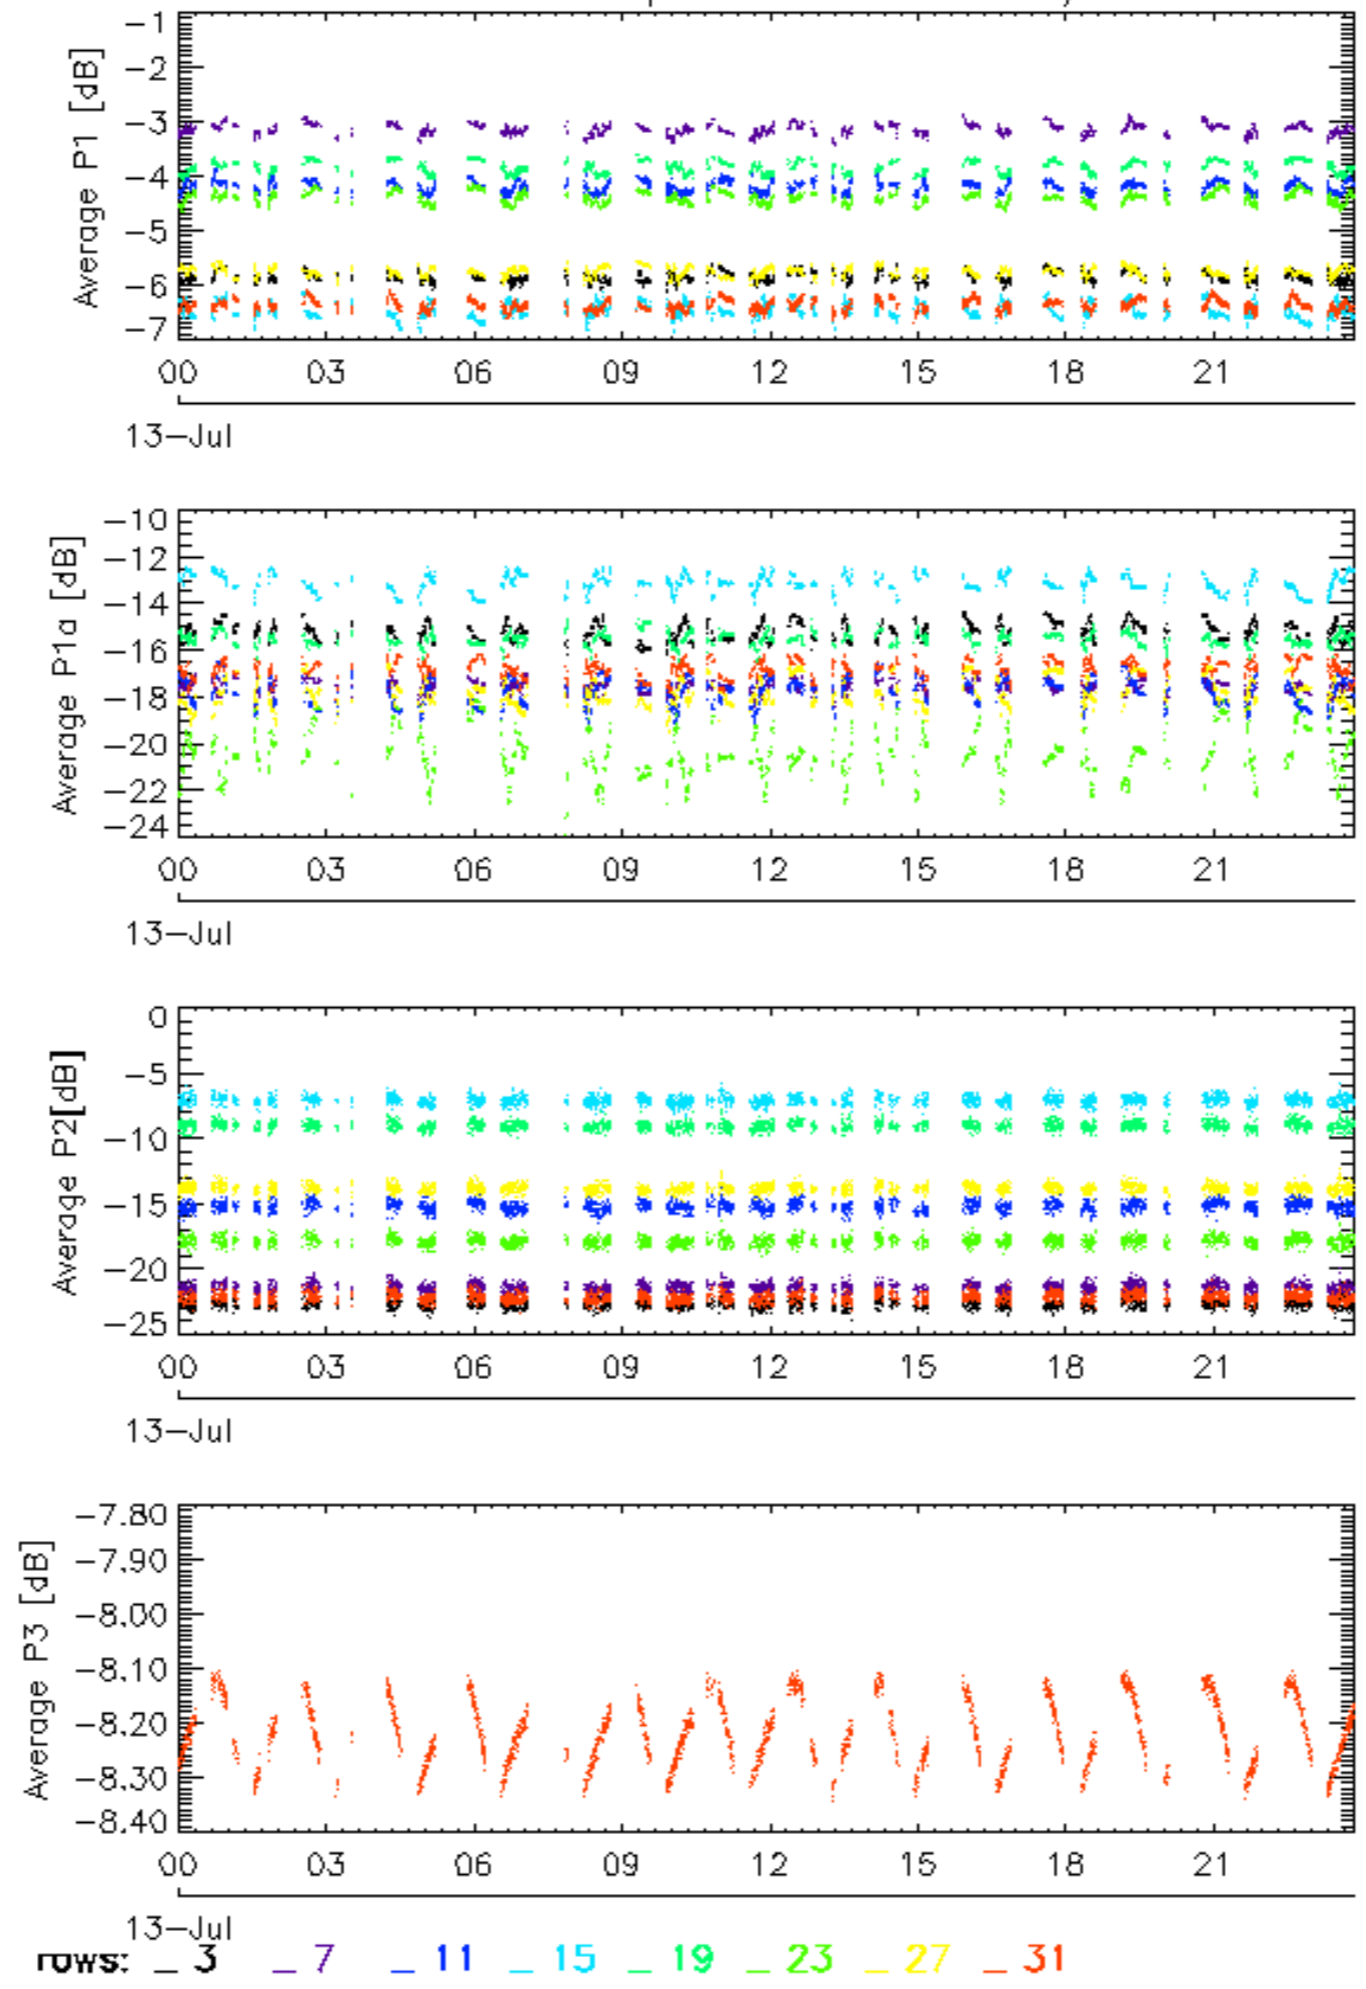 Average P1 [dB]
-1
-2
-3
-4
-5
-6
-7
00 03 06 09 12 15 18 21
13-Jul
Average P1a [dB]
-10
-12
-14
-16
-18
-20
-22
-24
00 03 06 09 12 15 18 21
13-Jul
Average P2[dB]
0
-5
-10
-15
-20
-25
00 03 06 09 12 15 18 21
13-Jul
Average P3 [dB]
-7.80
-7.90
-8.00
-8.10
-8.20
-8.30
-8.40
00 03 06 09 12 15 18 21
13-Jul
rows: _ 3 _ 7 _ 11 _ 15 _ 19 _ 23 _ 27 _ 31